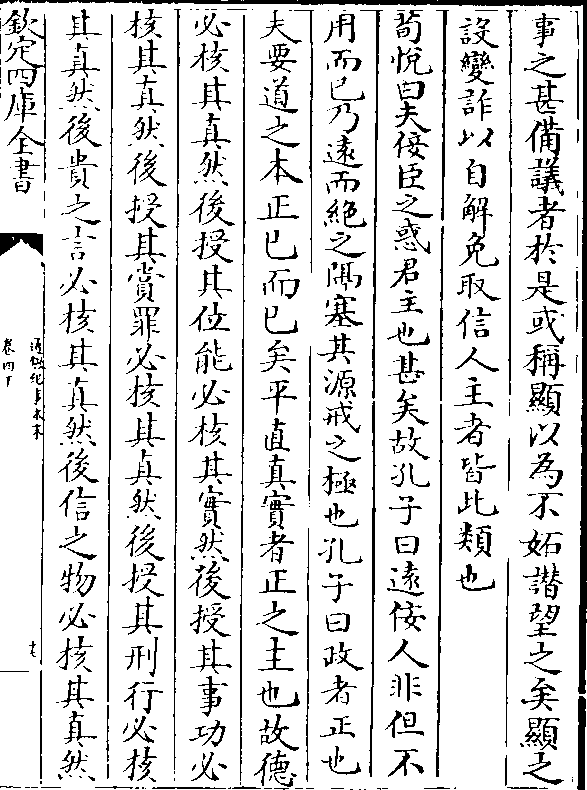 事之甚備議者於是或稱顯以為不妬譖望之矣顯之
設變詐以自解免取信人主者皆此類也
荀悅曰夫佞臣之惑君主也甚矣故孔子曰遠佞人非但不
用而已乃遠而絶之隔塞其源戒之極也孔子曰政者正也
夫要道之本正已而已矣平直真實者正之主也故德
必核其真然後授其位能必核其實然後授其事功必
核其真然後授其賞罪必核其真然後授其刑行必核
其真然後貴之言必核其真然後信之物必核其真然
欽定四庫全書
通鑑紀事本末
卷四下